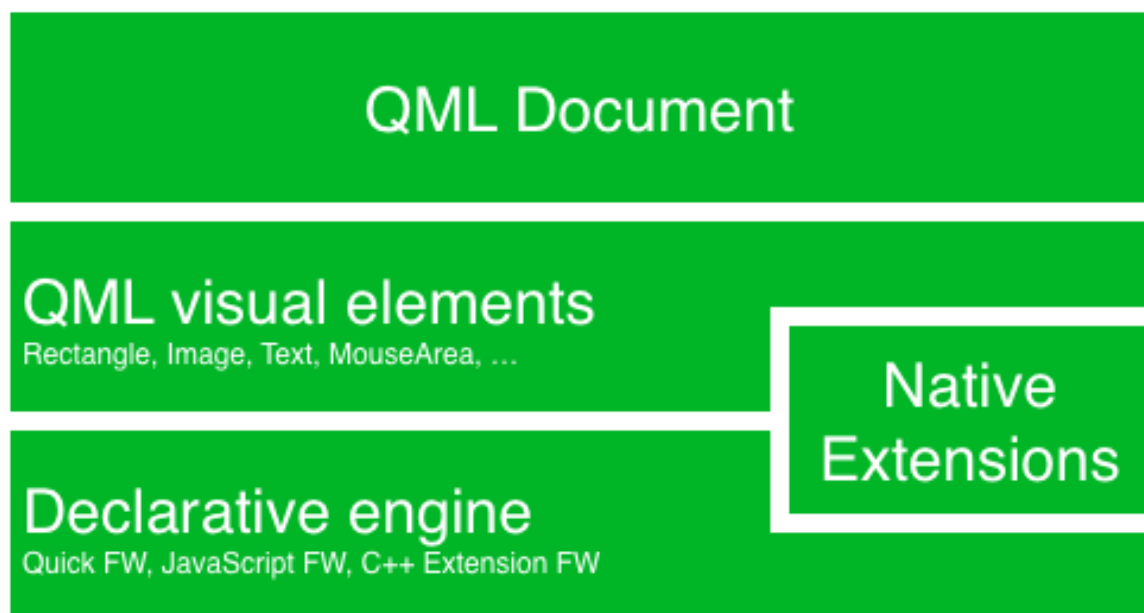 QML Document
QML visual elements
Rectangle, Image, Text, MouseArea, …
Native
Extensions
Declarative engine
Quick FW, JavaScript FW, C++ Extension FW